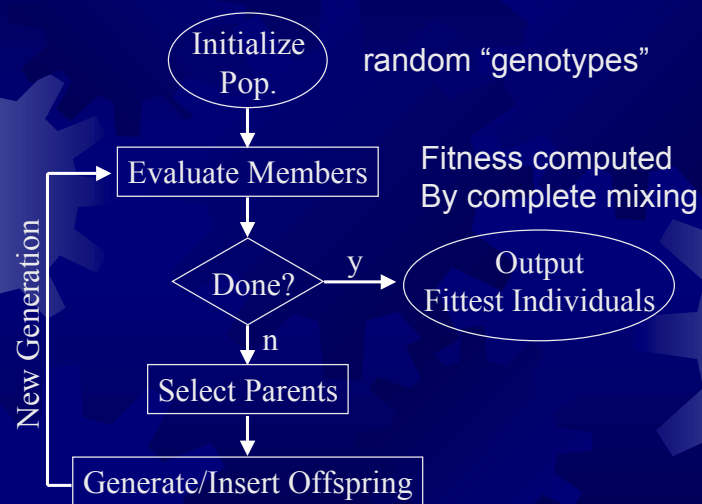 Initialize
Pop.
random “genotypes”
Evaluate Members
Fitness computed
By complete mixing
Done?
y
Output
Fittest Individuals
n
Select Parents
Generate/Insert Offspring
New Generation